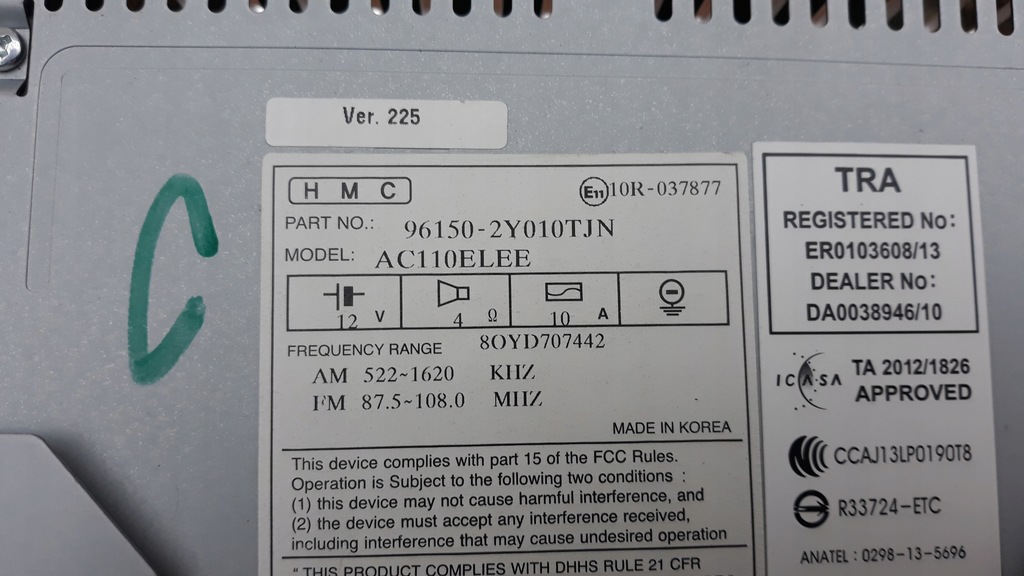 Ver. 225
HMC
E11 10R-037877
PART NO.: 96150-2Y010TJN
MODEL: AC110ELEE
12 V 4 Ω 10 A
FREQUENCY RANGE 8OYD707442
AM 522~1620 KHZ
FM 87.5~108.0 MHZ
MADE IN KOREA
This device complies with part 15 of the FCC Rules.
Operation is Subject to the following two conditions :
(1) this device may not cause harmful interference, and
(2) the device must accept any interference received,
including interference that may cause undesired operation
" THIS PRODUCT COMPLIES WITH DHHS RULE 21 CFR
TRA
REGISTERED No:
ER0103608/13
DEALER No:
DA0038946/10
ICASA
TA 2012/1826
APPROVED
CCAJ13LP0190T8
R33724-ETC
ANATEL : 0298-13-5696
C